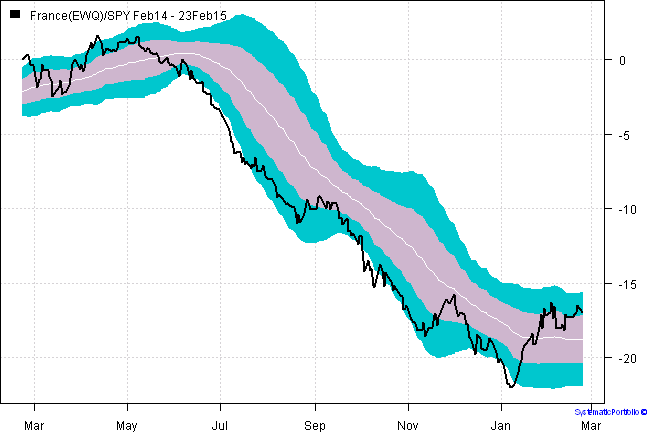 France(EWQ)/SPY Feb14 - 23Feb15
0
-5
-10
-15
-20
SystematicPortfolio ©
Mar May Jul Sep Nov Jan Mar